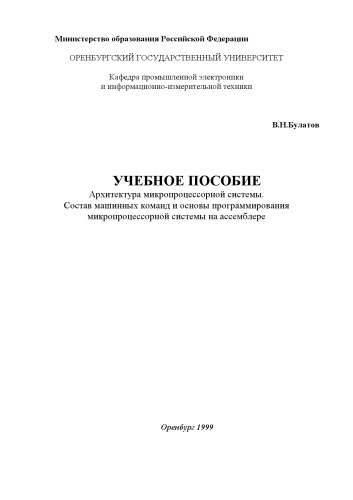 Министерство образования Российской Федерации
ОРЕНБУРГСКИЙ ГОСУДАРСТВЕННЫЙ УНИВЕРСИТЕТ
Кафедра промышленной электроники
и информационно-измерительной техники
В.Н.Булатов
УЧЕБНОЕ ПОСОБИЕ
Архитектура микропроцессорной системы.
Состав машинных команд и основы программирования
микропроцессорной системы на ассемблере
Оренбург 1999